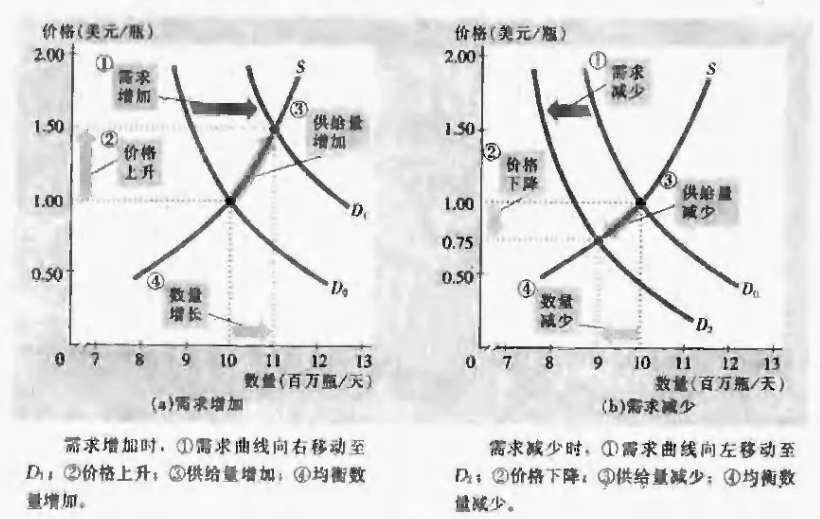 价格(美元/瓶)
2.00
1.50
1.00
0.50
0 7 8 9 10 11 12 13
数量(百万瓶/天)
① 需求
增加
② 价格
上升
③ 供给量
增加
④ 数量
增长
S
D₁
D₀
(a)需求增加
需求增加时,①需求曲线向右移动至
D₁;②价格上升;③供给量增加;④均衡数
量增加。
价格(美元/瓶)
2.00
1.50
1.00
0.75
0.50
0 7 8 9 10 11 12 13
数量(百万瓶/天)
① 需求
减少
② 价格
下降
③ 供给量
减少
④ 数量
减少
S
D₀
D₂
(b)需求减少
需求减少时,①需求曲线向左移动至
D₂;②价格下降;③供给量减少;④均衡数
量减少。